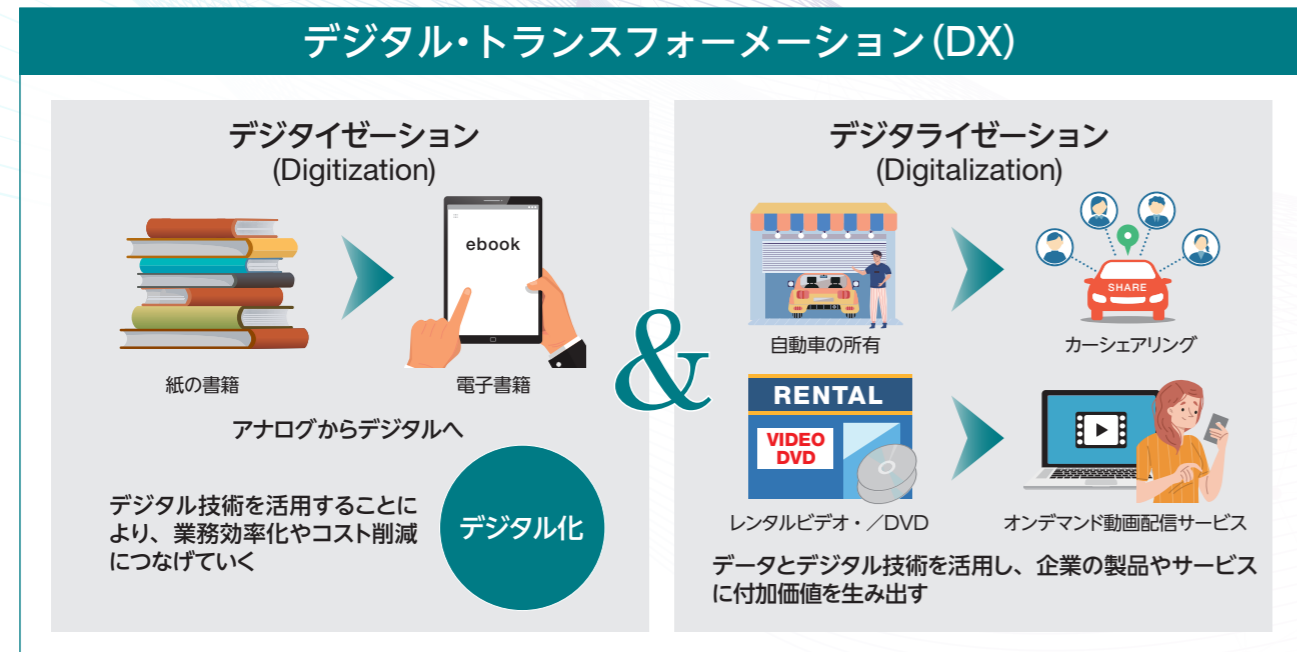 デジタル・トランスフォーメーション(DX)
デジタイゼーション
(Digitization)
ebook
紙の書籍
電子書籍
アナログからデジタルへ
デジタル技術を活用することに
より、業務効率化やコスト削減
につなげていく
デジタル化
&
デジタライゼーション
(Digitalization)
SHARE
自動車の所有
カーシェアリング
RENTAL
VIDEO
DVD
レンタルビデオ・／DVD
オンデマンド動画配信サービス
データとデジタル技術を活用し、企業の製品やサービス
に付加価値を生み出す